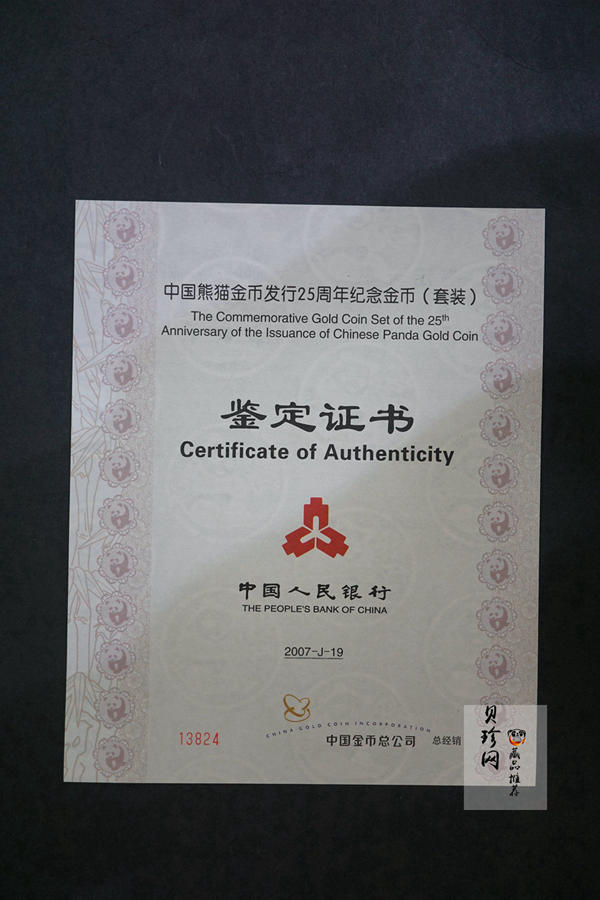 中国熊猫金币发行25周年纪念金币（套装）
The Commemorative Gold Coin Set of the 25th
Anniversary of the Issuance of Chinese Panda Gold Coin
鉴定证书
Certificate of Authenticity
中国人民银行
THE PEOPLE'S BANK OF CHINA
2007-J-19
13824
CHINA GOLD COIN INCORPORATION
中国金币总公司 总经销
贝珍网
藏品推荐